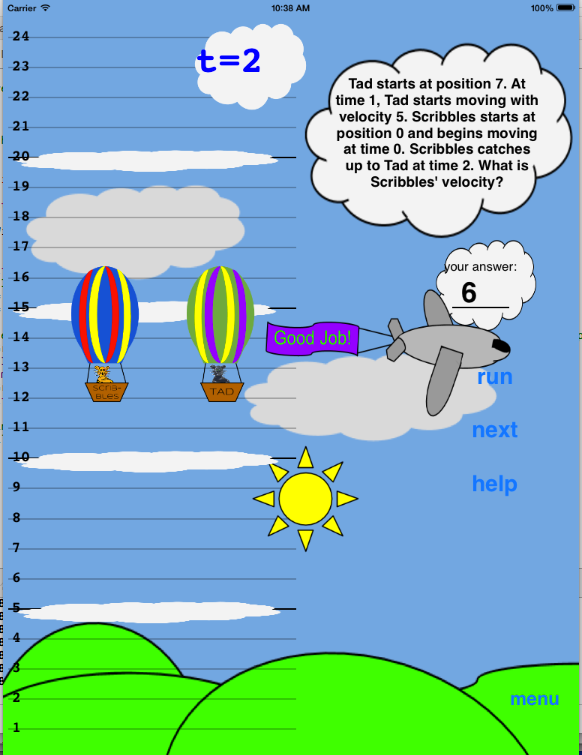 Carrier 10:38 AM 100%
24
t=2
23
22
21
20
19
18
17
16
15
14
13
12
11
10
9
8
7
6
5
4
3
2
1
Tad starts at position 7. At
time 1, Tad starts moving with
velocity 5. Scribbles starts at
position 0 and begins moving
at time 0. Scribbles catches
up to Tad at time 2. What is
Scribbles' velocity?
your answer:
6
Good Job!
SCRIB-
BLES
TAD
run
next
help
menu